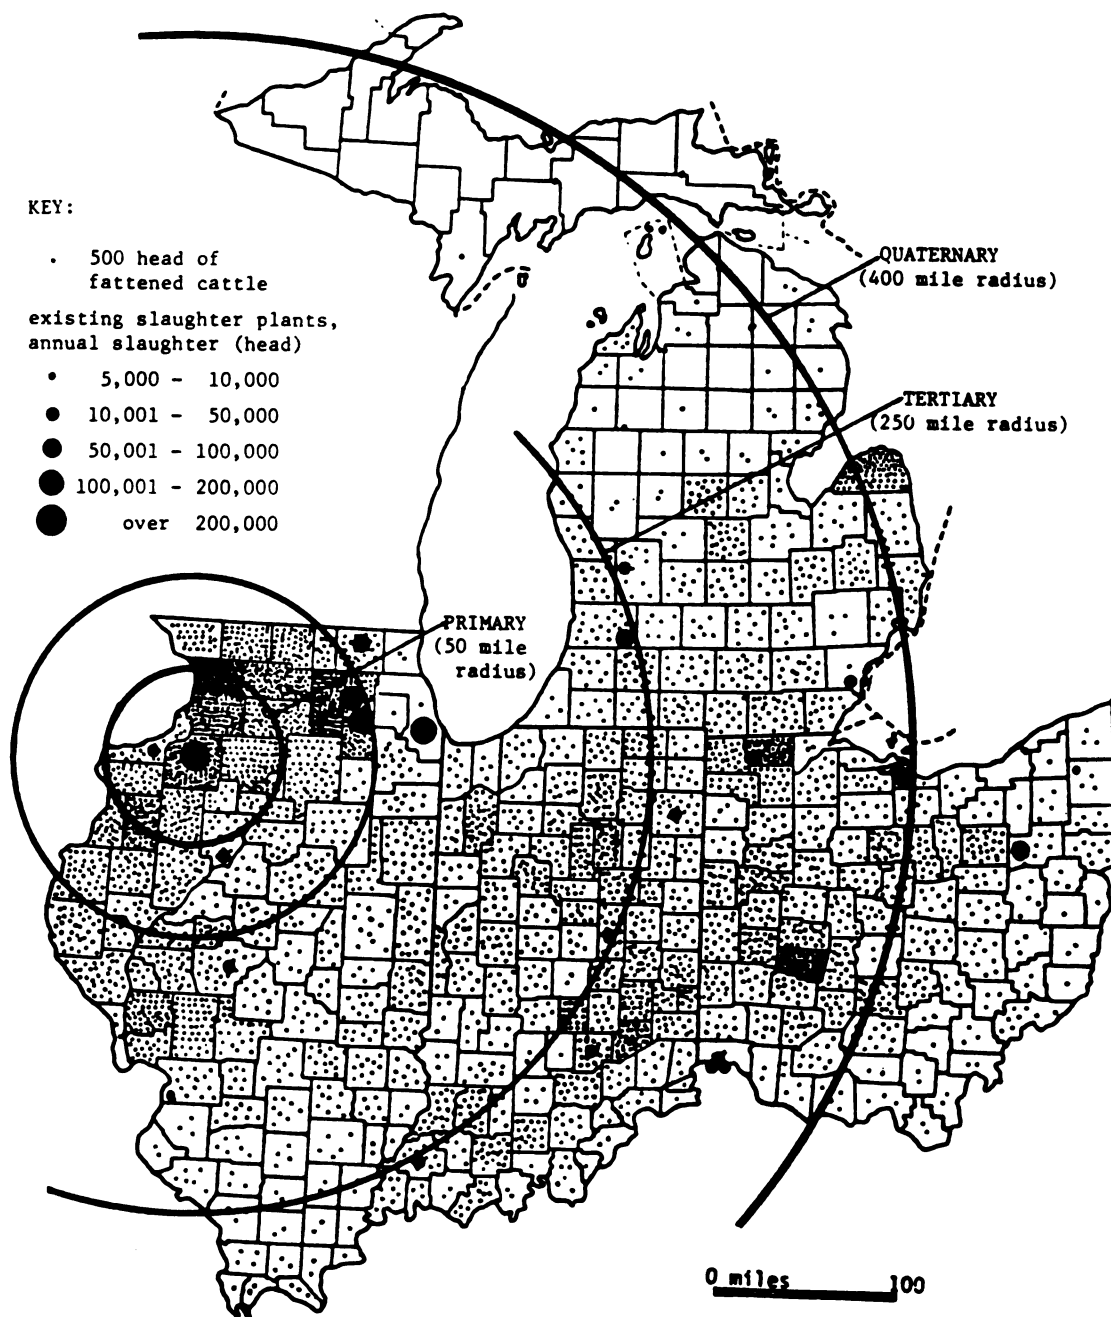 KEY:
. 500 head of
fattened cattle
existing slaughter plants,
annual slaughter (head)
5,000 - 10,000
10,001 - 50,000
50,001 - 100,000
100,001 - 200,000
over 200,000
QUATERNARY
(400 mile radius)
TERTIARY
(250 mile radius)
PRIMARY
(50 mile
radius)
0 miles 100